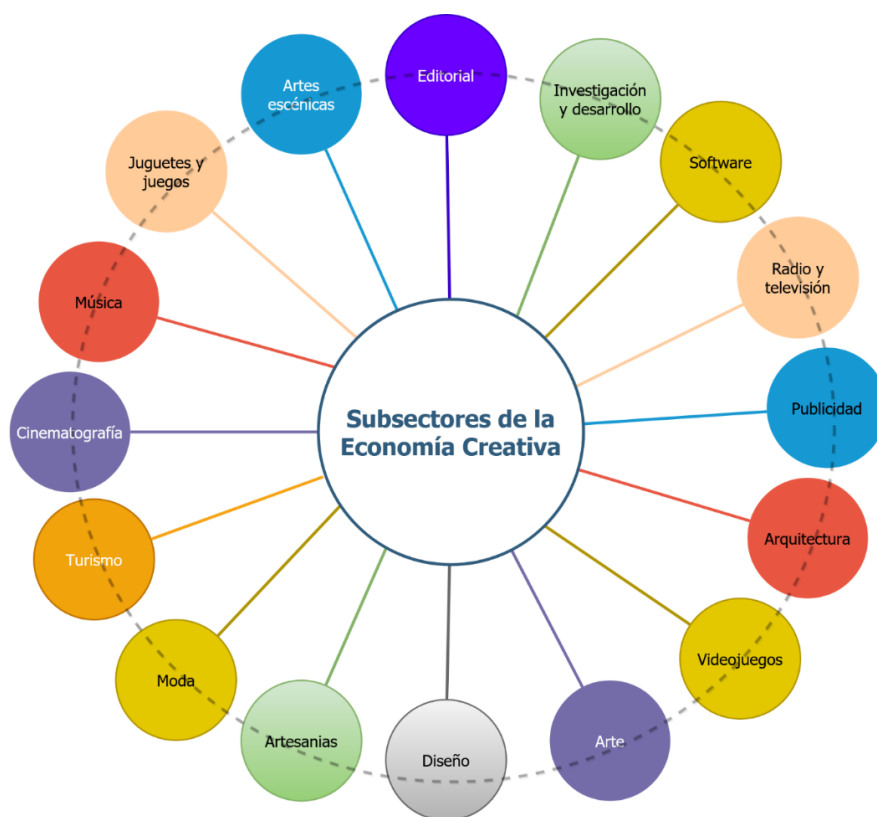 Editorial
Investigación
y desarrollo
Software
Radio y
televisión
Publicidad
Arquitectura
Videojuegos
Arte
Diseño
Artesanias
Moda
Turismo
Cinematografía
Música
Juguetes y
juegos
Artes
escénicas
Subsectores de la
Economía Creativa